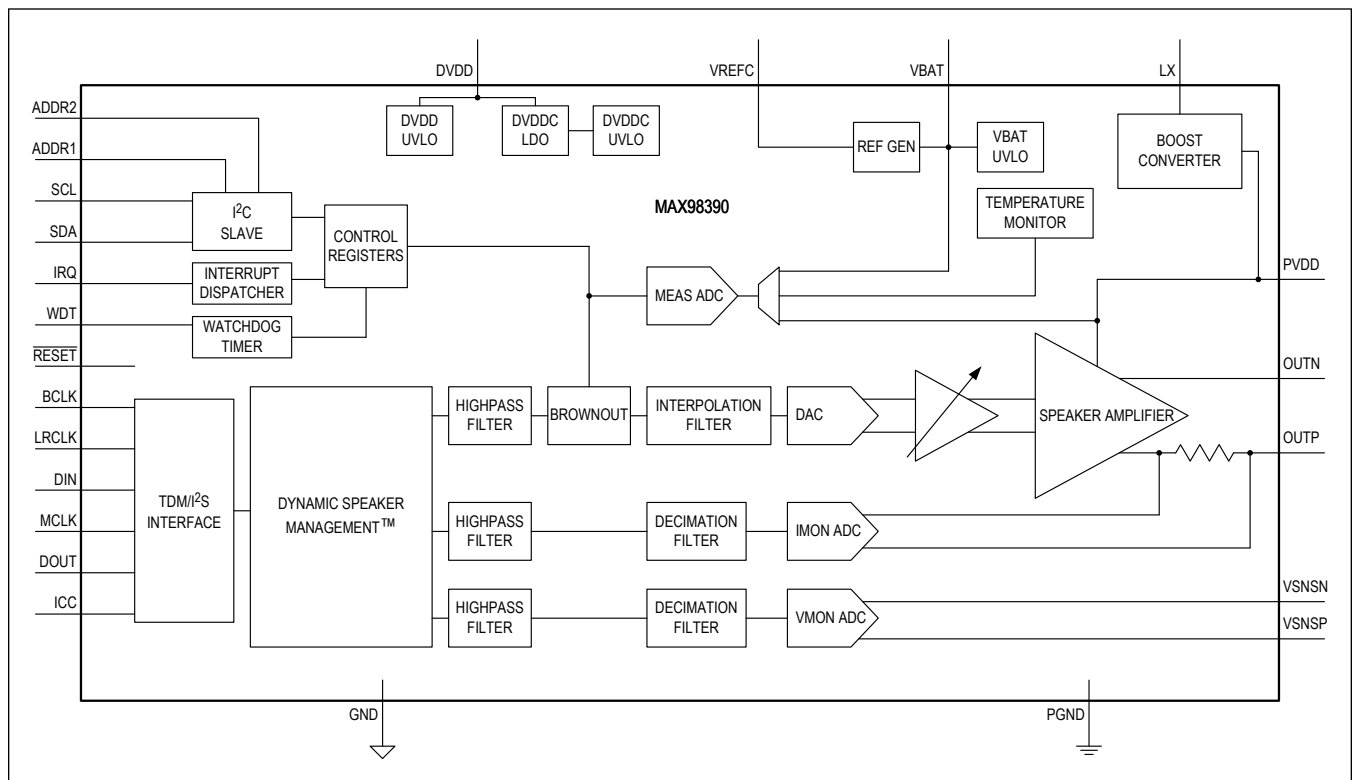 DVDD
VREFC
VBAT
LX
ADDR2
ADDR1
SCL
SDA
IRQ
WDT
RESET
BCLK
LRCLK
DIN
MCLK
DOUT
ICC
DVDD
UVLO
DVDDC
LDO
DVDDC
UVLO
REF GEN
VBAT
UVLO
BOOST
CONVERTER
MAX98390
TEMPERATURE
MONITOR
I2C
SLAVE
CONTROL
REGISTERS
INTERRUPT
DISPATCHER
WATCHDOG
TIMER
MEAS ADC
PVDD
OUTN
OUTP
VSNSN
VSNSP
TDM/I2S
INTERFACE
DYNAMIC SPEAKER
MANAGEMENT™
HIGHPASS
FILTER
BROWNOUT
INTERPOLATION
FILTER
DAC
SPEAKER AMPLIFIER
HIGHPASS
FILTER
DECIMATION
FILTER
IMON ADC
HIGHPASS
FILTER
DECIMATION
FILTER
VMON ADC
GND
PGND